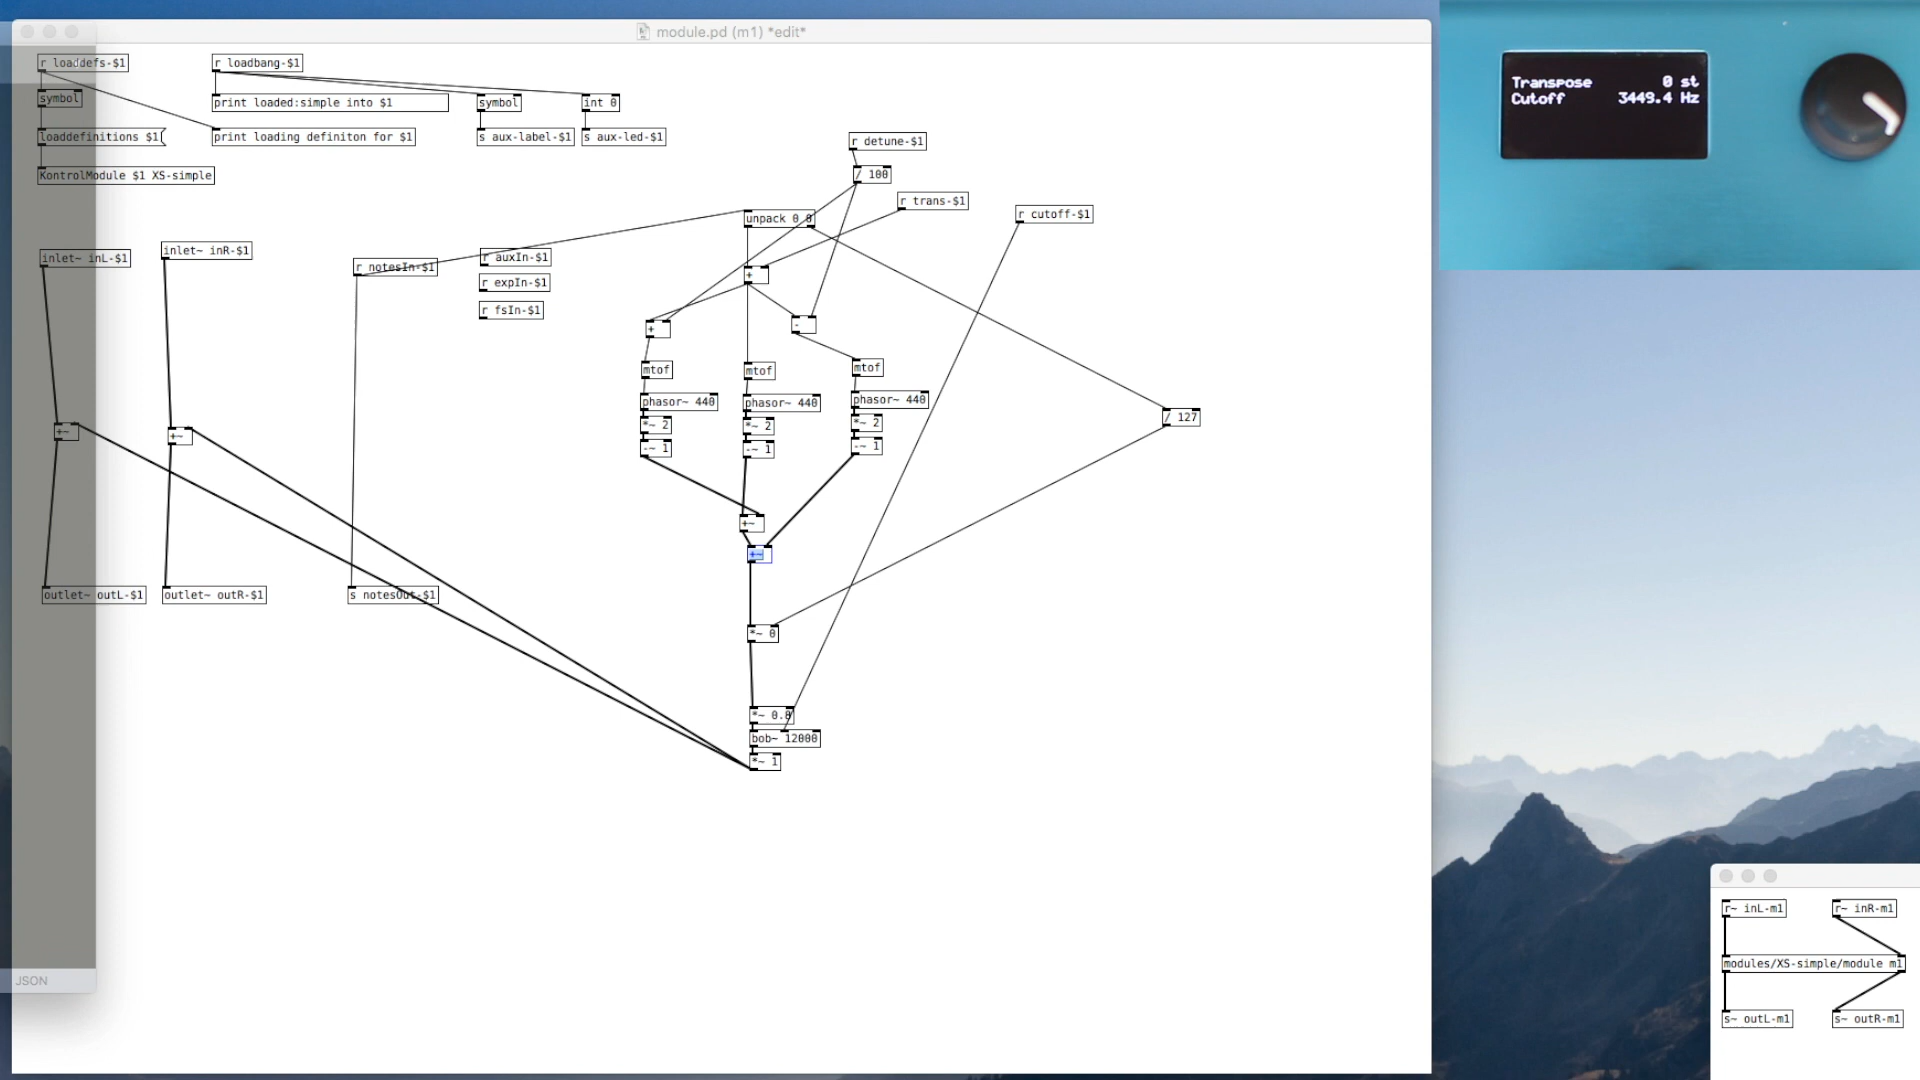 module.pd (m1) *edit*
r loaddefs-$1
r loadbang-$1
symbol
print loaded:simple into $1
symbol
int 0
loaddefinitions $1
print loading definiton for $1
s aux-label-$1
s aux-led-$1
KontrolModule $1 XS-simple
r detune-$1
/ 100
r trans-$1
r cutoff-$1
unpack 0 0
inlet~ inL-$1
inlet~ inR-$1
r notesIn-$1
r auxIn-$1
r expIn-$1
r fsIn-$1
+
+
-
mtof
mtof
mtof
phasor~ 440
phasor~ 440
phasor~ 440
*~ 2
*~ 2
*~ 2
-~ 1
-~ 1
-~ 1
/ 127
+~
+~
+~
+~
outlet~ outL-$1
outlet~ outR-$1
s notesOut-$1
*~ 0
*~ 0.8
bob~ 12000
*~ 1
JSON
Transpose 0 st
Cutoff 3449.4 Hz
r~ inL-m1
r~ inR-m1
modules/XS-simple/module m1
s~ outL-m1
s~ outR-m1